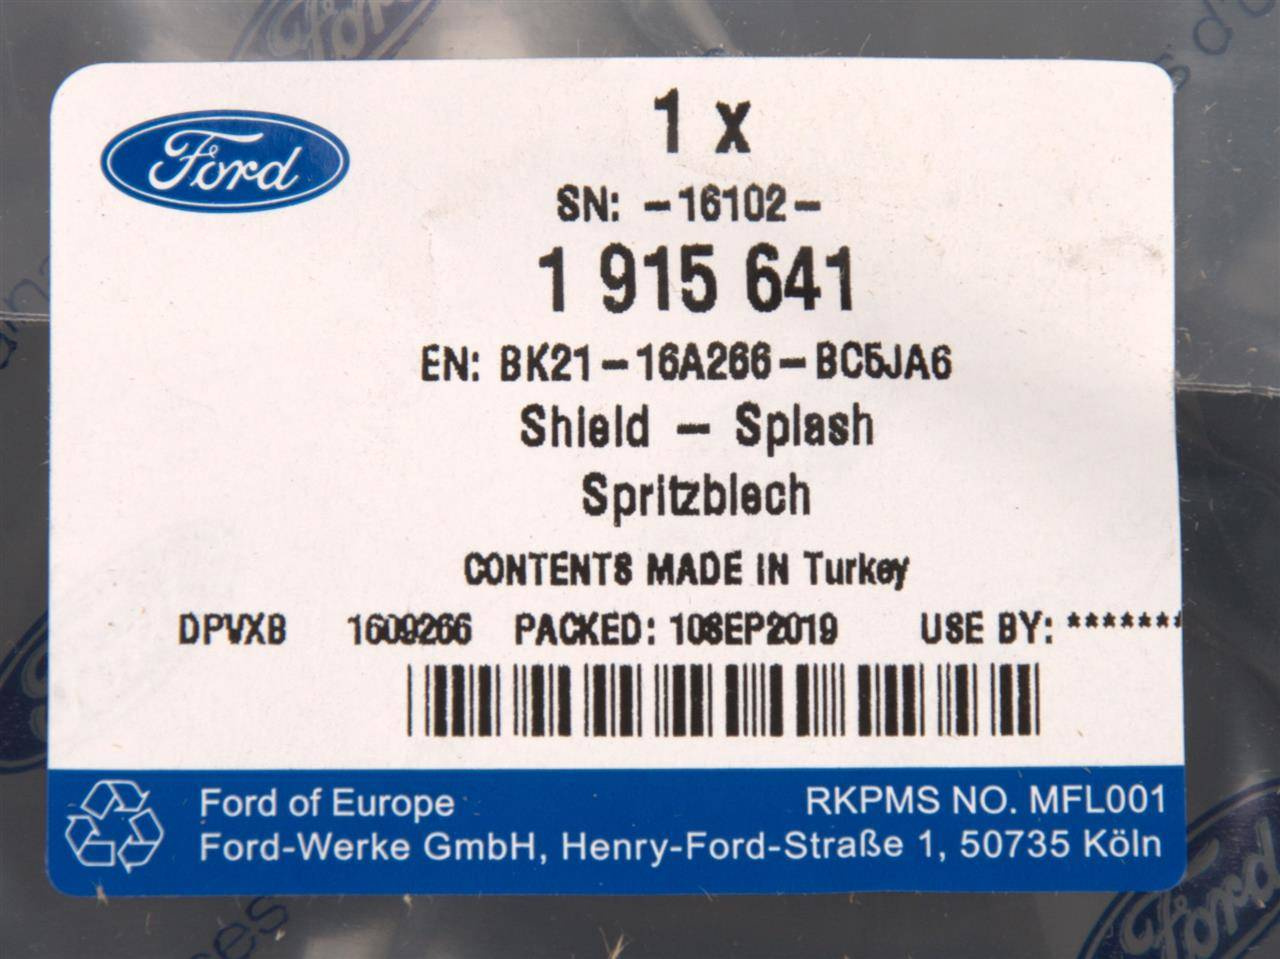 Ford
1 x
SN: -16102-
1 915 641
EN: BK21-16A266-BC5JA6
Shield - Splash
Spritzblech
CONTENTS MADE IN Turkey
DPVXB 1609266 PACKED: 10SEP2019 USE BY: *******
Ford of Europe RKPMS NO. MFL001
Ford-Werke GmbH, Henry-Ford-Straße 1, 50735 Köln
Ford